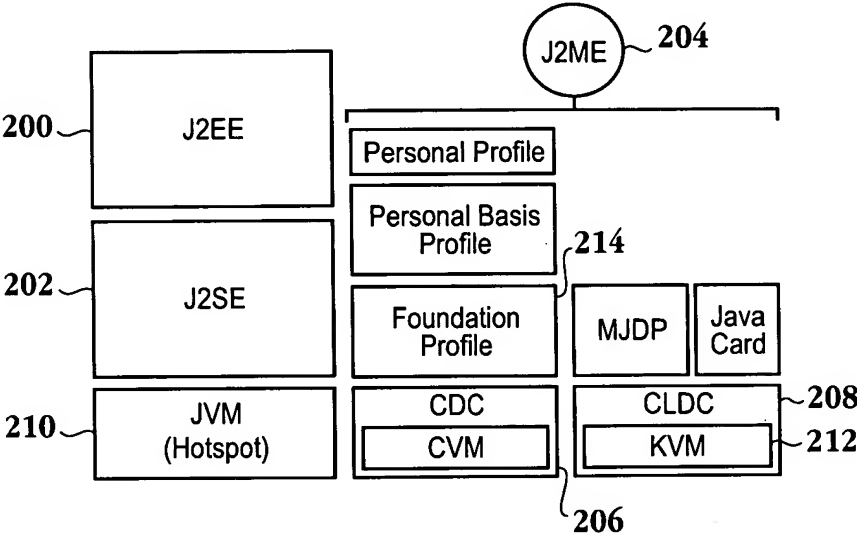 J2ME
204
200
J2EE
Personal Profile
Personal Basis
Profile
214
202
J2SE
Foundation
Profile
MJDP
Java
Card
210
JVM
(Hotspot)
CDC
CVM
CLDC
KVM
208
212
206